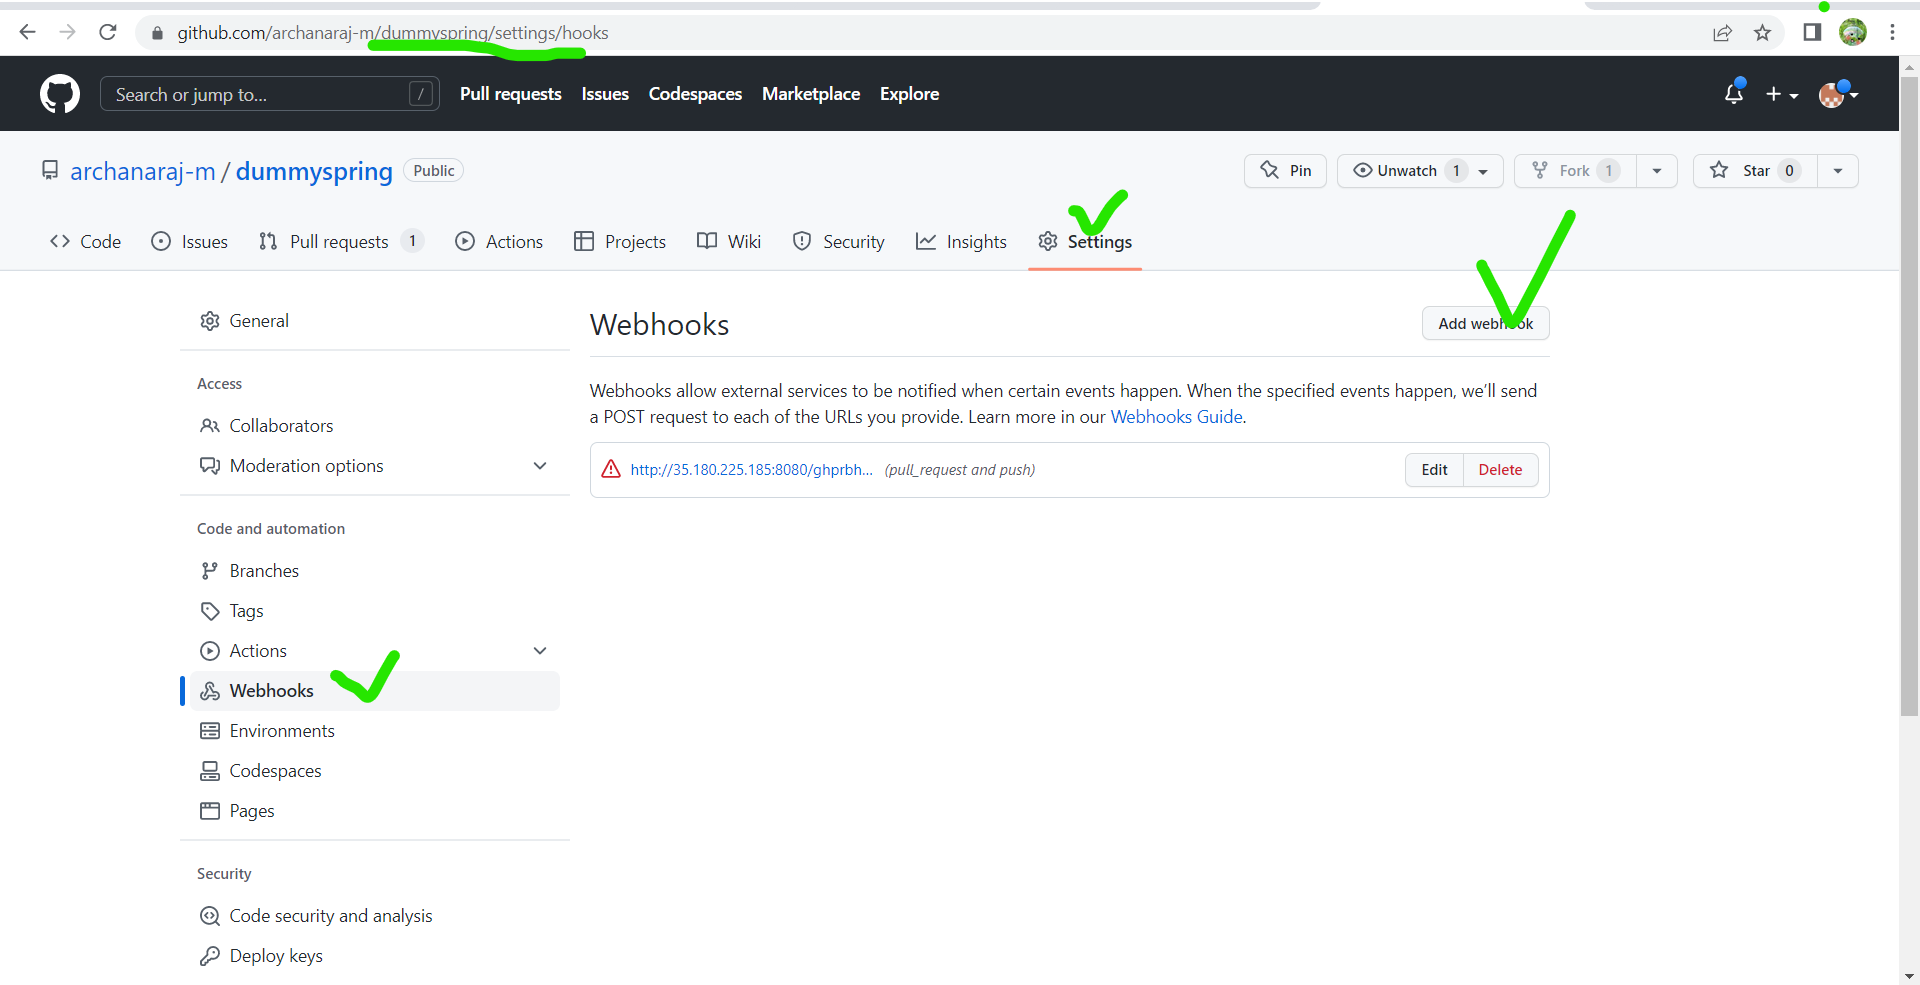 github.com/archanaraj-m/dummyspring/settings/hooks
Search or jump to... /
Pull requests Issues Codespaces Marketplace Explore
archanaraj-m / dummyspring Public
Pin Unwatch 1 Fork 1 Star 0
Code Issues Pull requests 1 Actions Projects Wiki Security Insights Settings
General
Access
Collaborators
Moderation options
Code and automation
Branches
Tags
Actions
Webhooks
Environments
Codespaces
Pages
Security
Code security and analysis
Deploy keys
Webhooks
Add webhook
Webhooks allow external services to be notified when certain events happen. When the specified events happen, we’ll send
a POST request to each of the URLs you provide. Learn more in our Webhooks Guide.
http://35.180.225.185:8080/ghprbh... (pull_request and push)
Edit Delete